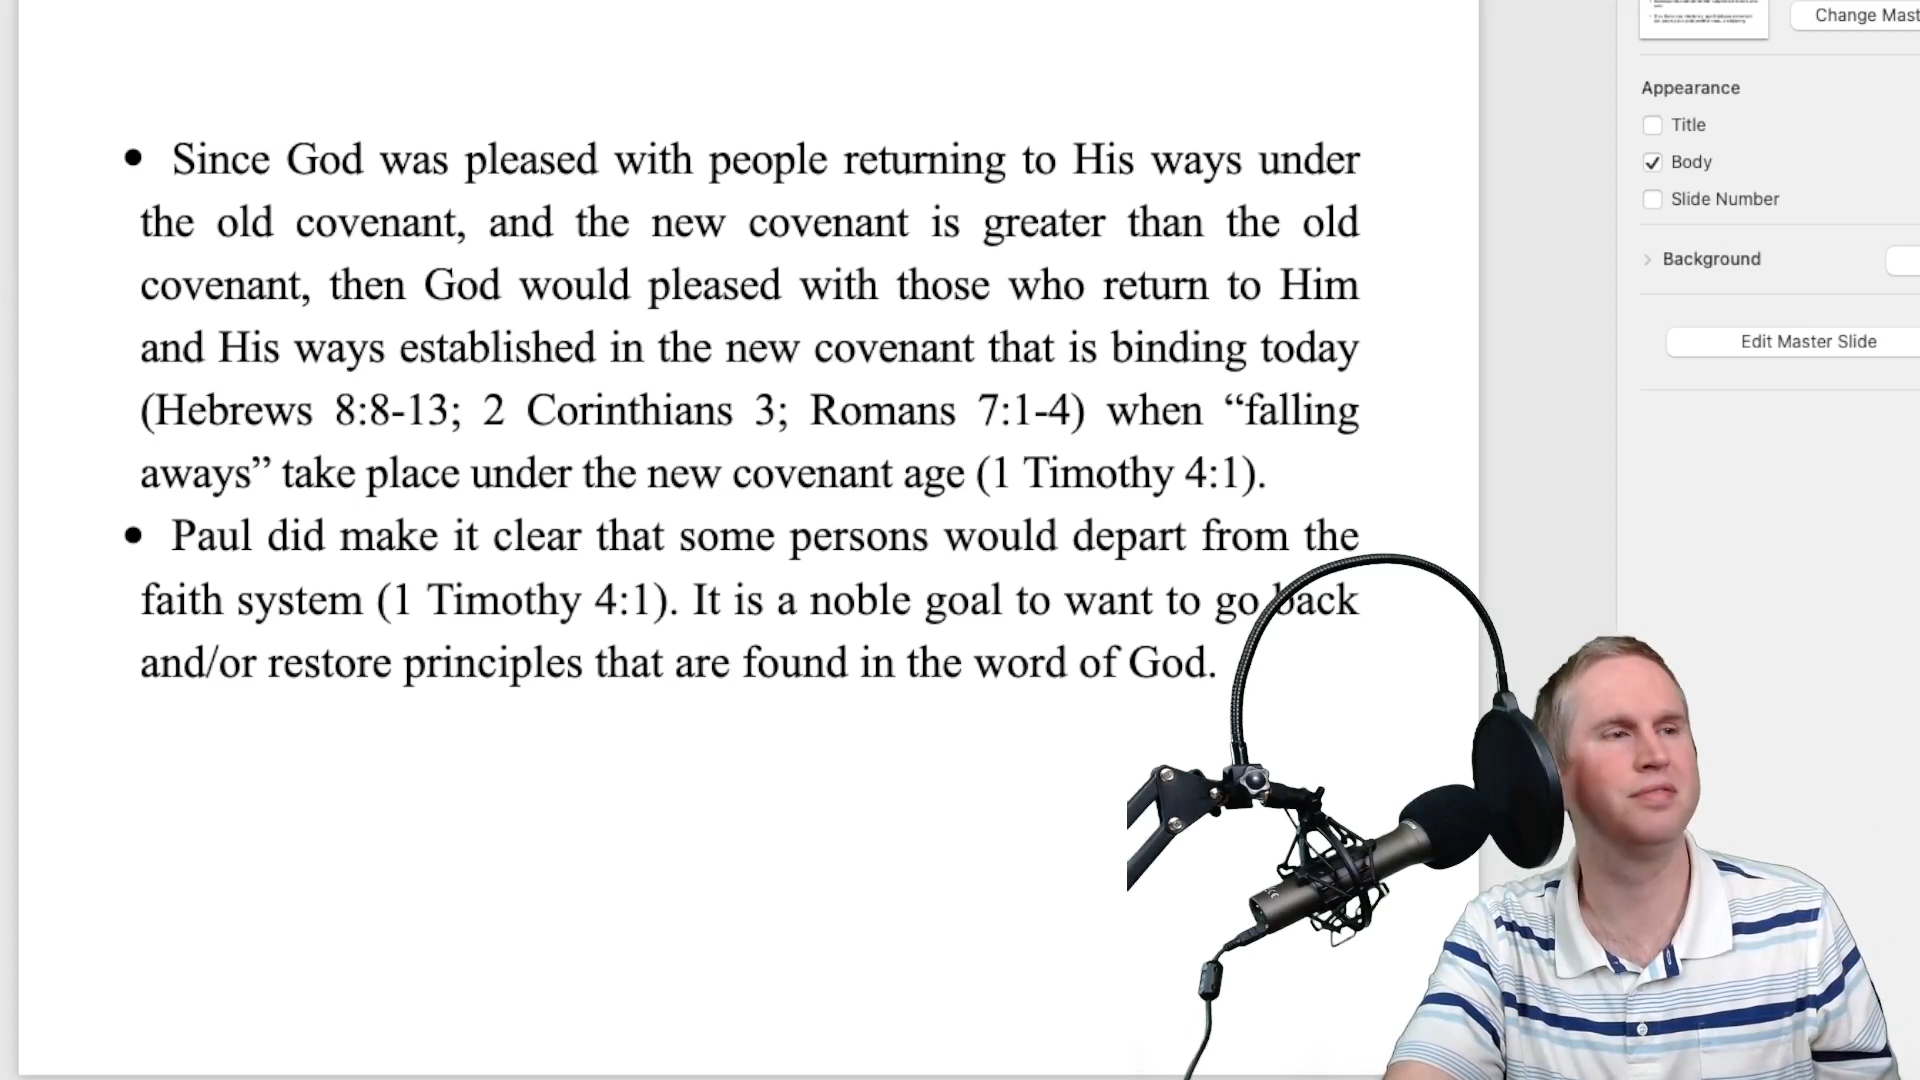 • Since God was pleased with people returning to His ways under
the old covenant, and the new covenant is greater than the old
covenant, then God would pleased with those who return to Him
and His ways established in the new covenant that is binding today
(Hebrews 8:8-13; 2 Corinthians 3; Romans 7:1-4) when “falling
aways” take place under the new covenant age (1 Timothy 4:1).
• Paul did make it clear that some persons would depart from the
faith system (1 Timothy 4:1). It is a noble goal to want to go back
and/or restore principles that are found in the word of God.
Change Mast
Appearance
Title
Body
Slide Number
Background
Edit Master Slide